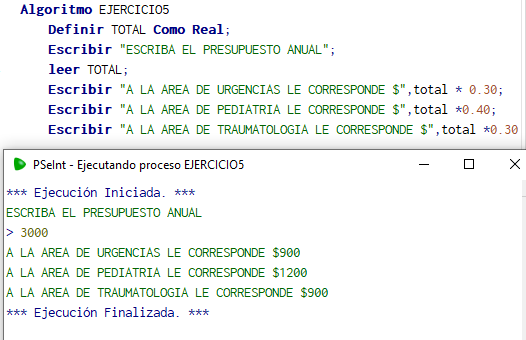 Algoritmo EJERCICIO5
Definir TOTAL Como Real;
Escribir "ESCRIBA EL PRESUPUESTO ANUAL";
leer TOTAL;
Escribir "A LA AREA DE URGENCIAS LE CORRESPONDE $",total * 0.30;
Escribir "A LA AREA DE PEDIATRIA LE CORRESPONDE $",total *0.40;
Escribir "A LA AREA DE TRAUMATOLOGIA LE CORRESPONDE $",total *0.30
PSeInt - Ejecutando proceso EJERCICIO5
*** Ejecución Iniciada. ***
ESCRIBA EL PRESUPUESTO ANUAL
> 3000
A LA AREA DE URGENCIAS LE CORRESPONDE $900
A LA AREA DE PEDIATRIA LE CORRESPONDE $1200
A LA AREA DE TRAUMATOLOGIA LE CORRESPONDE $900
*** Ejecución Finalizada. ***